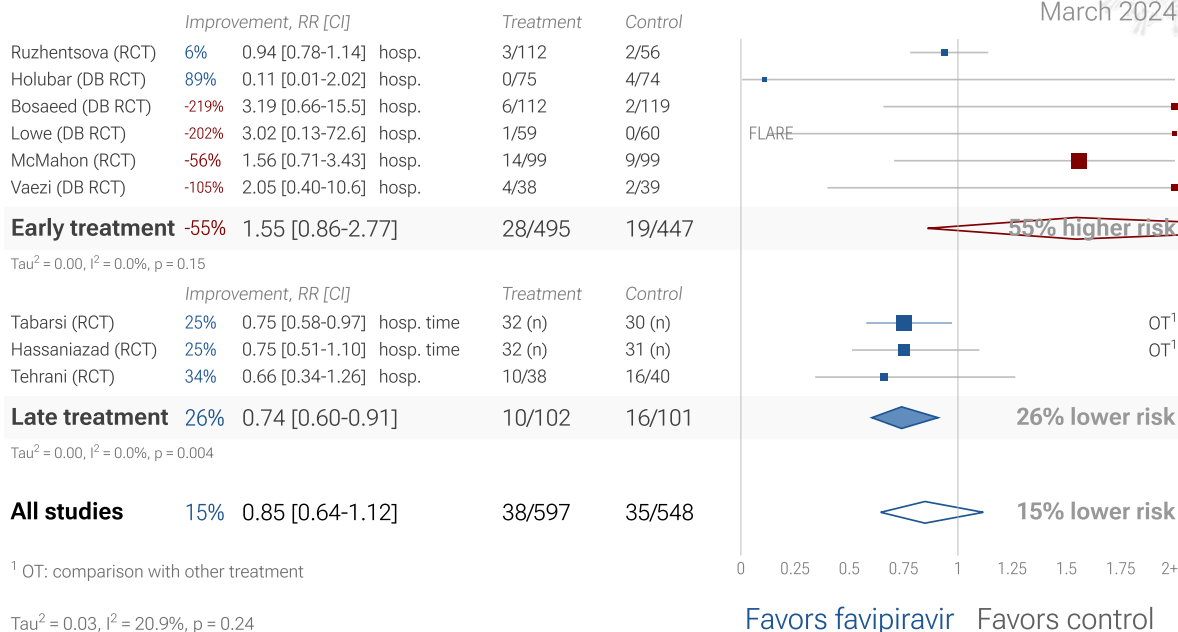 March 2024
Improvement, RR [CI] Treatment Control
Ruzhentsova (RCT) 6% 0.94 [0.78-1.14] hosp. 3/112 2/56
Holubar (DB RCT) 89% 0.11 [0.01-2.02] hosp. 0/75 4/74
Bosaeed (DB RCT) -219% 3.19 [0.66-15.5] hosp. 6/112 2/119
Lowe (DB RCT) -202% 3.02 [0.13-72.6] hosp. 1/59 0/60 FLARE
McMahon (RCT) -56% 1.56 [0.71-3.43] hosp. 14/99 9/99
Vaezi (DB RCT) -105% 2.05 [0.40-10.6] hosp. 4/38 2/39
Early treatment -55% 1.55 [0.86-2.77] 28/495 19/447 55% higher risk
Tau² = 0.00, I² = 0.0%, p = 0.15
Improvement, RR [CI] Treatment Control
Tabarsi (RCT) 25% 0.75 [0.58-0.97] hosp. time 32 (n) 30 (n) OT¹
Hassaniazad (RCT) 25% 0.75 [0.51-1.10] hosp. time 32 (n) 31 (n) OT¹
Tehrani (RCT) 34% 0.66 [0.34-1.26] hosp. 10/38 16/40
Late treatment 26% 0.74 [0.60-0.91] 10/102 16/101 26% lower risk
Tau² = 0.00, I² = 0.0%, p = 0.004
All studies 15% 0.85 [0.64-1.12] 38/597 35/548 15% lower risk
¹ OT: comparison with other treatment
0 0.25 0.5 0.75 1 1.25 1.5 1.75 2+
Tau² = 0.03, I² = 20.9%, p = 0.24
Favors favipiravir Favors control